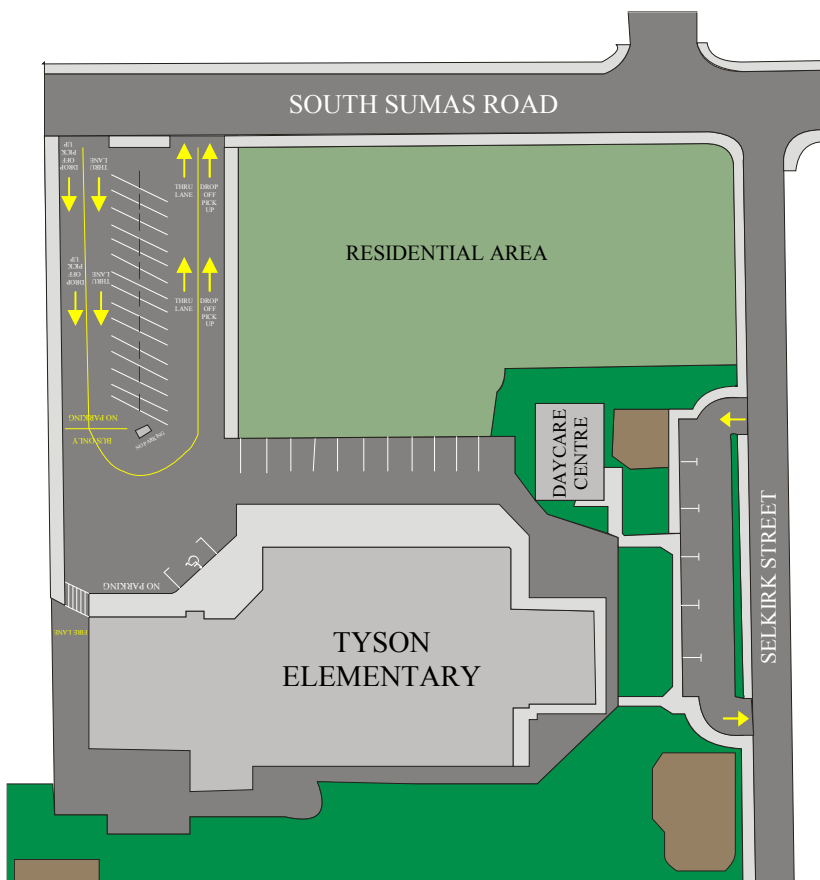 SOUTH SUMAS ROAD
DROP
OFF
PICK
UP
THRU
LANE
THRU
LANE
DROP
OFF
PICK
UP
RESIDENTIAL AREA
DROP
OFF
PICK
UP
THRU
LANE
THRU
LANE
DROP
OFF
PICK
UP
NO PARKING
BUS ONLY
NO PARKING
DAYCARE
CENTRE
SELKIRK STREET
NO PARKING
FIRE LANE
TYSON
ELEMENTARY